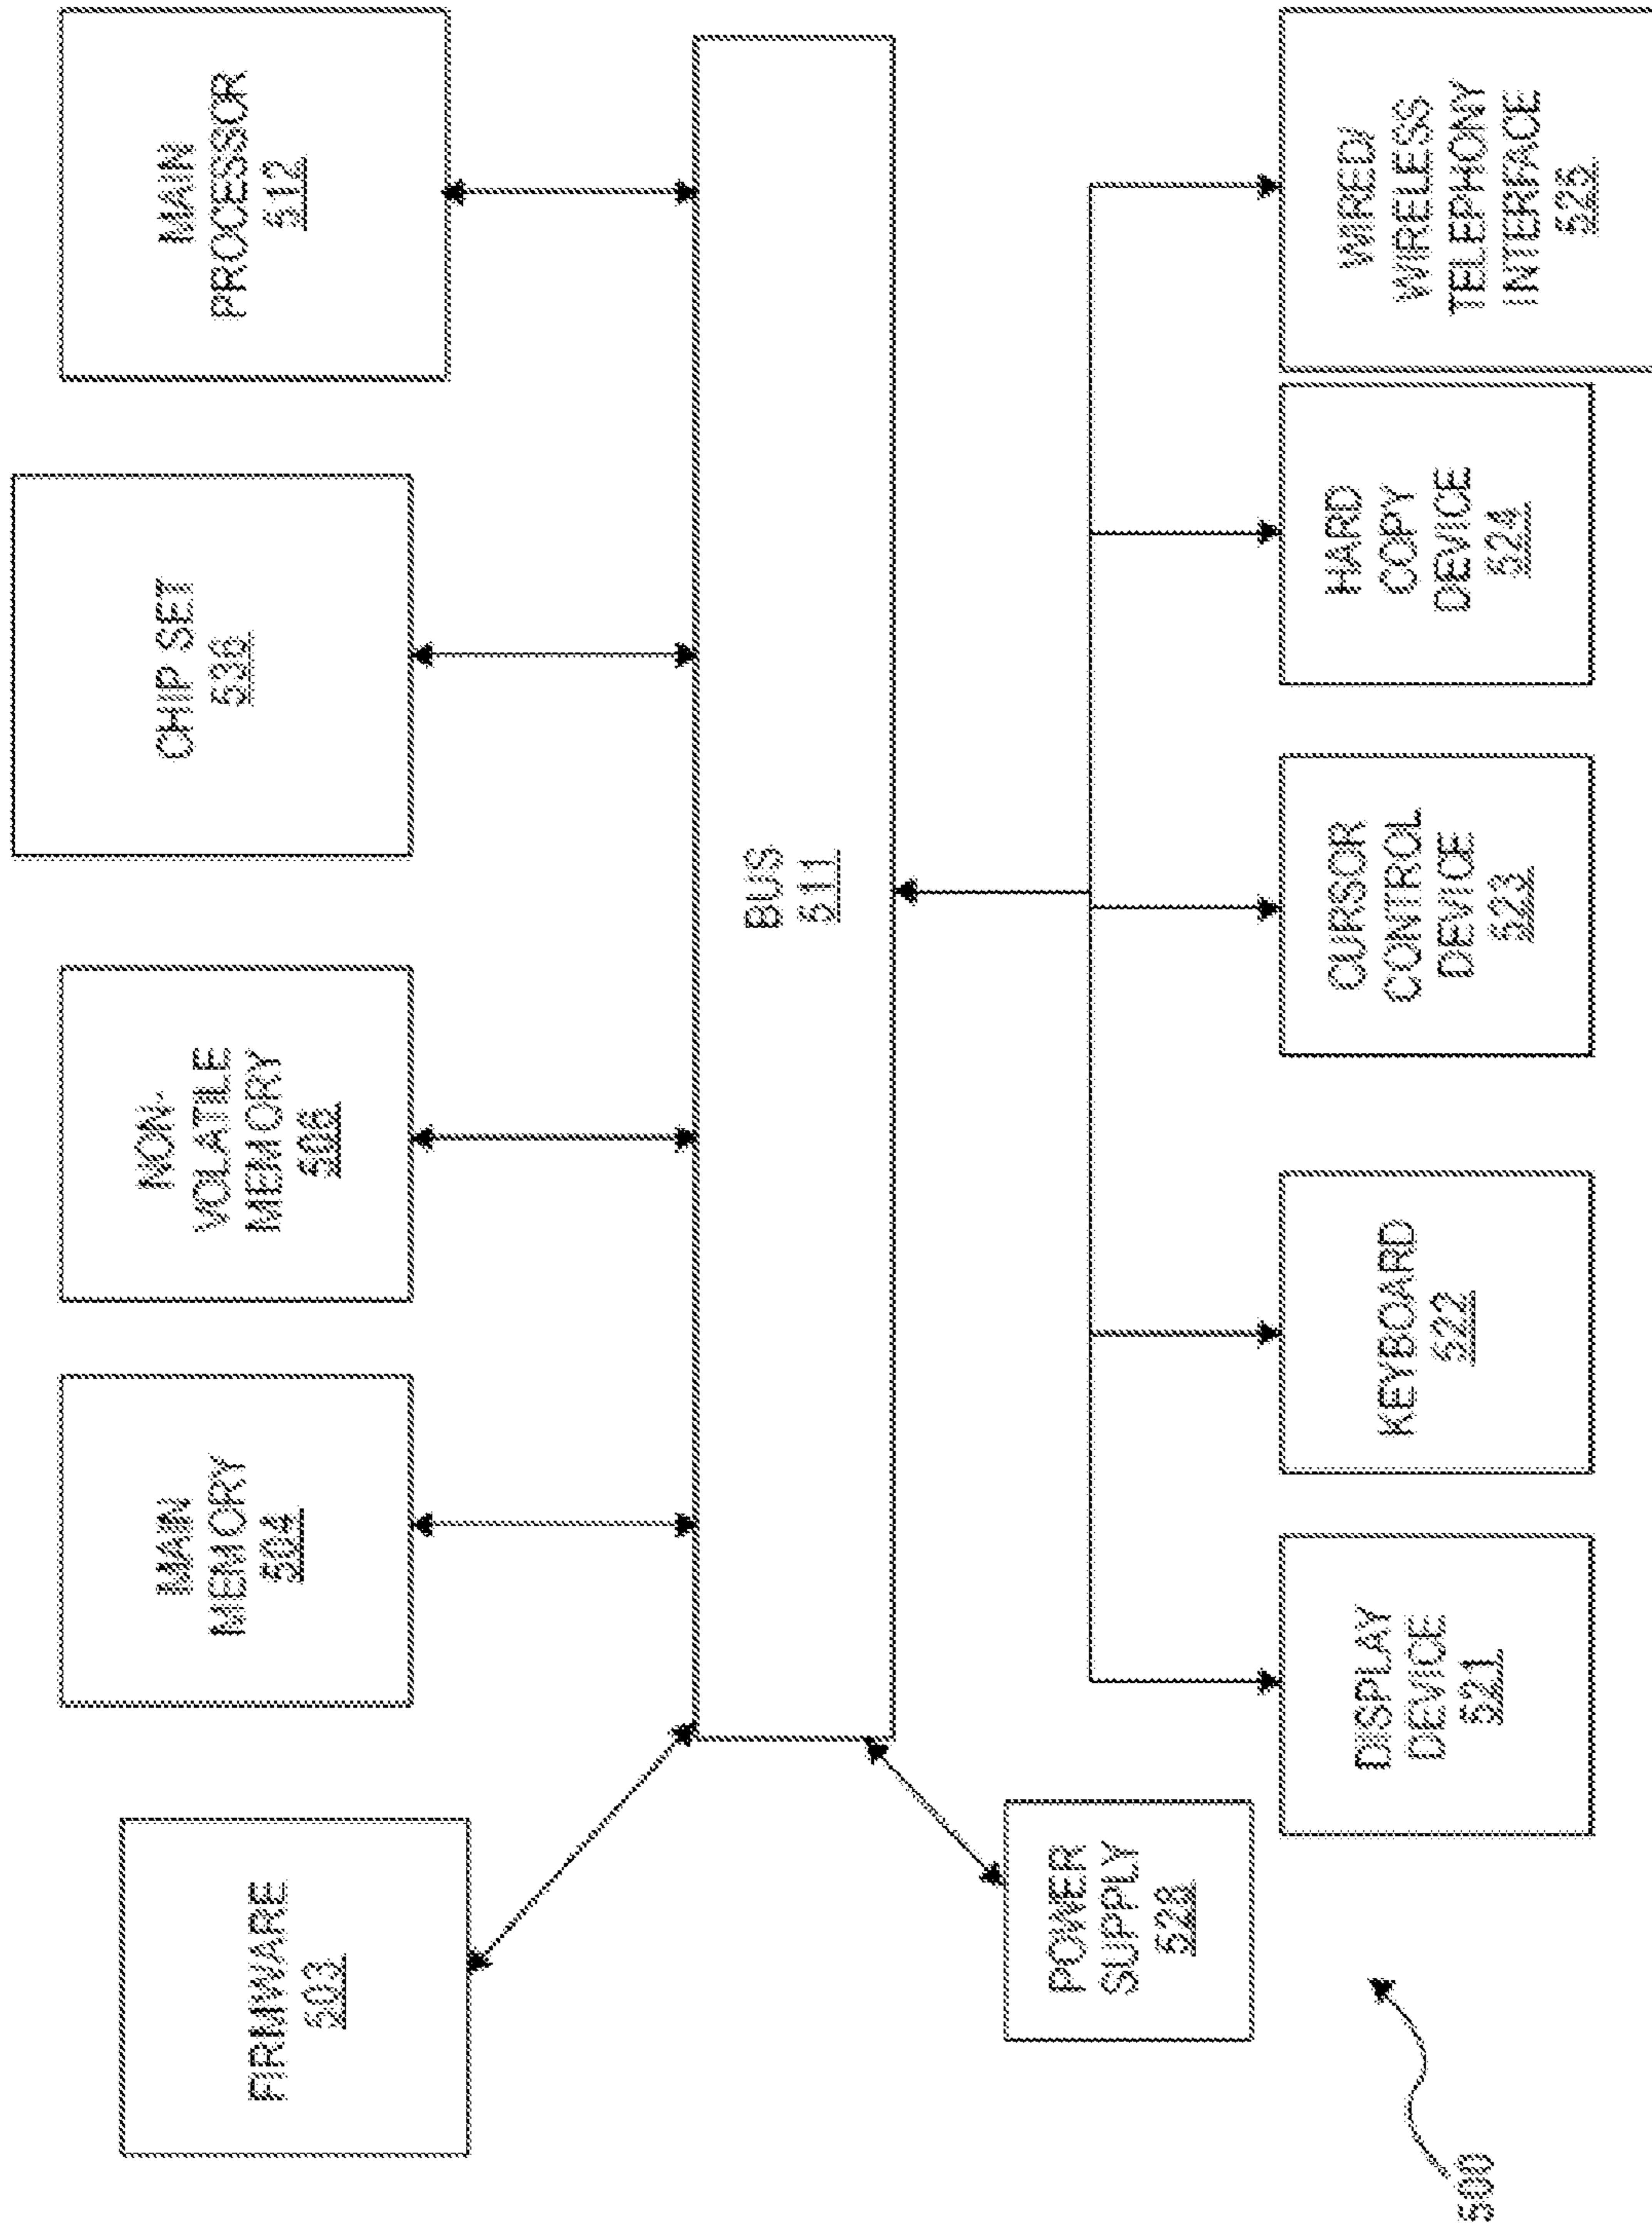 FIRMWARE
503
MAIN
MEMORY
504
NON-
VOLATILE
MEMORY
506
CHIP SET
536
MAIN
PROCESSOR
512
BUS
511
POWER
SUPPLY
528
DISPLAY
DEVICE
521
KEYBOARD
522
CURSOR
CONTROL
DEVICE
523
HARD
COPY
DEVICE
524
WIRED/
WIRELESS
TELEPHONY
INTERFACE
525
500